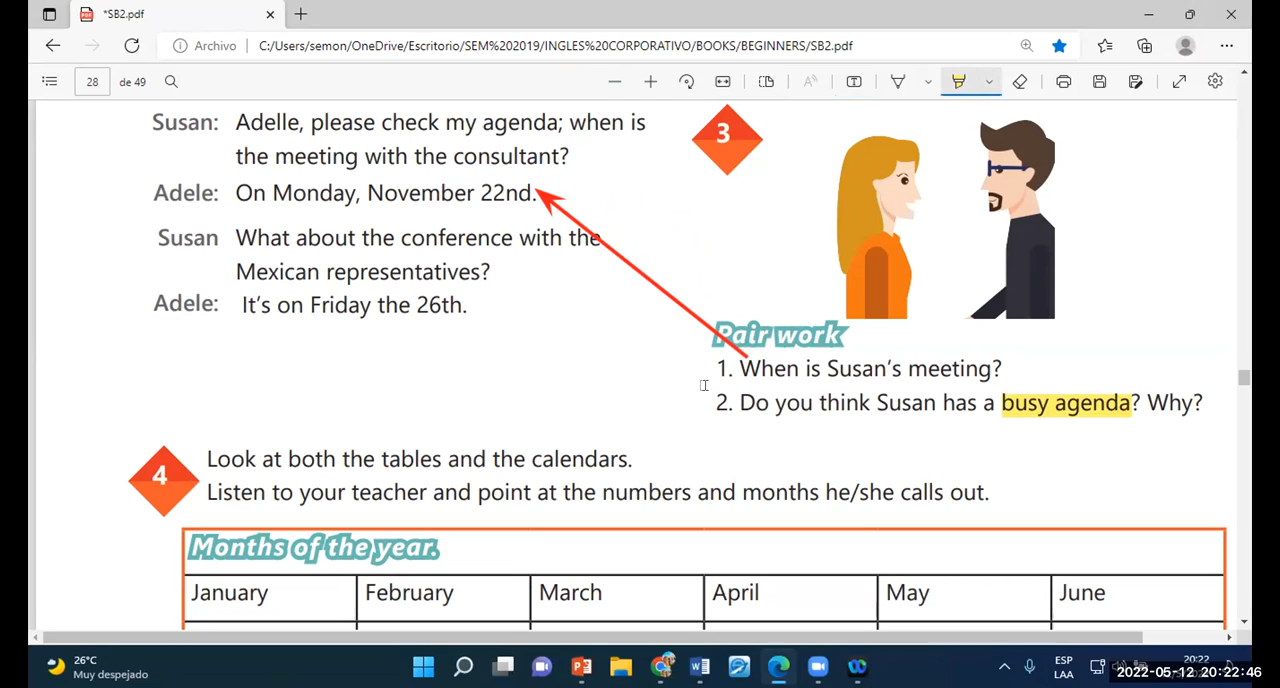 *SB2.pdf
Archivo
C:/Users/semon/OneDrive/Escritorio/SEM%202019/INGLES%20CORPORATIVO/BOOKS/BEGINNERS/SB2.pdf
28 de 49
Susan: Adelle, please check my agenda; when is
the meeting with the consultant?
Adele: On Monday, November 22nd.
Susan What about the conference with the
Mexican representatives?
Adele: It's on Friday the 26th.
3
Pair work
1. When is Susan's meeting?
2. Do you think Susan has a busy agenda? Why?
4
Look at both the tables and the calendars.
Listen to your teacher and point at the numbers and months he/she calls out.
Months of the year.
January February March April May June
26°C
Muy despejado
ESP
LAA
20:22
2022-05-12 20:22:46